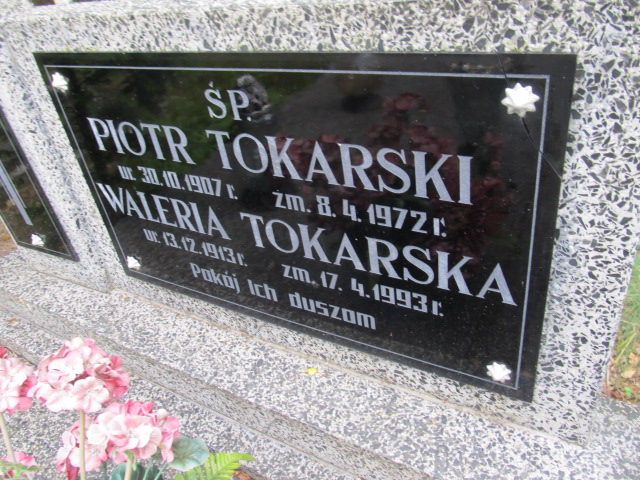 ŚP.
PIOTR TOKARSKI
ur. 30.10.1907 r. zm. 8.4.1972 r.
WALERIA TOKARSKA
ur. 13.12.1913 r. zm. 17.4.1993 r.
Pokój Ich duszom